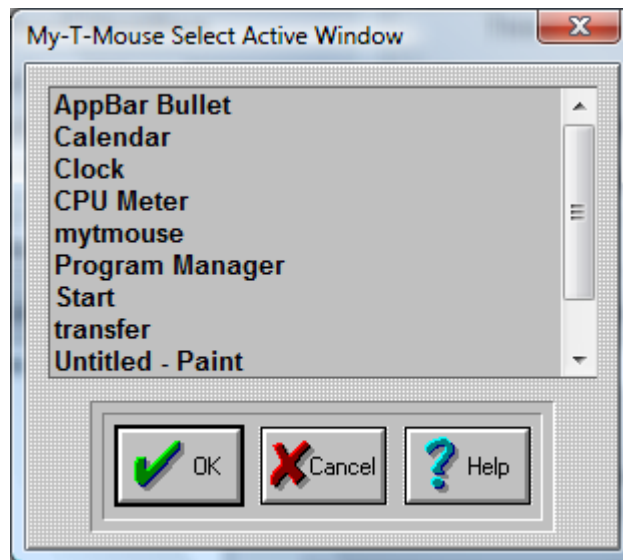 My-T-Mouse Select Active Window
AppBar Bullet
Calendar
Clock
CPU Meter
mytmouse
Program Manager
Start
transfer
Untitled - Paint
OK
Cancel
Help